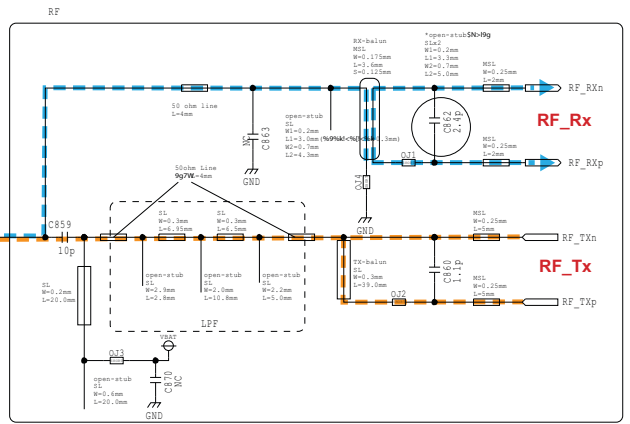 RF
RX-balun
MSL
W=0.175mm
L=3.6mm
S=0.125mm
*open-stub
SLx2
W1=0.2mm
L1=3.3mm
W2=0.7mm
L2=5.0mm
MSL
W=0.25mm
L=2mm
RF_RXn
50 ohm line
L=4mm
NC
C863
GND
open-stub
SL
W1=0.2mm
L1=3.0mm
W2=0.7mm
L2=4.3mm
C862
2.4p
RF_Rx
MSL
W=0.25mm
L=2mm
RF_RXp
OJ1
OJ4
GND
50ohm Line
L=4mm
C859
10p
SL
W=0.3mm
L=6.95mm
SL
W=0.3mm
L=6.5mm
MSL
W=0.25mm
L=5mm
RF_TXn
open-stub
SL
W=2.9mm
L=2.8mm
open-stub
SL
W=2.0mm
L=10.8mm
open-stub
SL
W=2.2mm
L=5.0mm
LPF
TX-balun
SL
W=0.3mm
L=39.0mm
C860
1.1p
RF_Tx
MSL
W=0.25mm
L=5mm
RF_TXp
OJ2
SL
W=0.2mm
L=20.0mm
OJ3
VBAT
C870
NC
GND
open-stub
SL
W=0.6mm
L=20.0mm